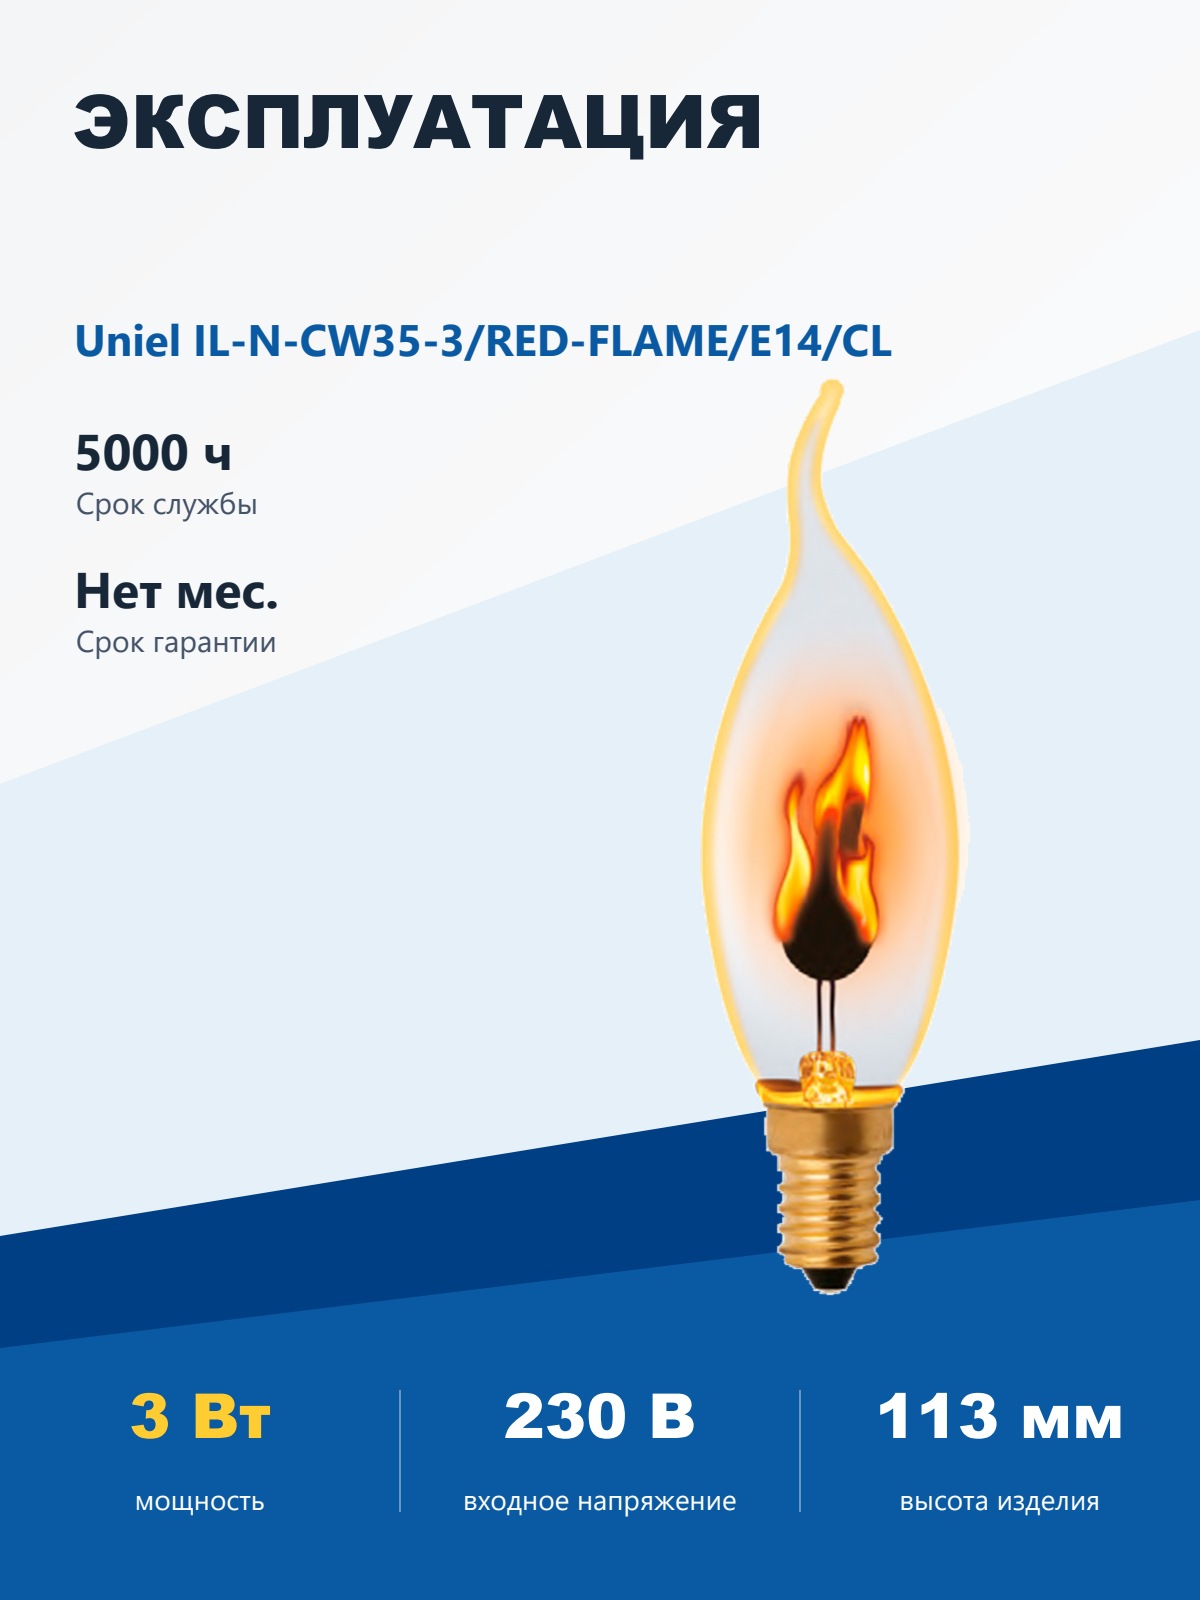 ЭКСПЛУАТАЦИЯ
Uniel IL-N-CW35-3/RED-FLAME/E14/CL
5000 ч
Срок службы
Нет мес.
Срок гарантии
3 Вт
мощность
230 В
входное напряжение
113 мм
высота изделия